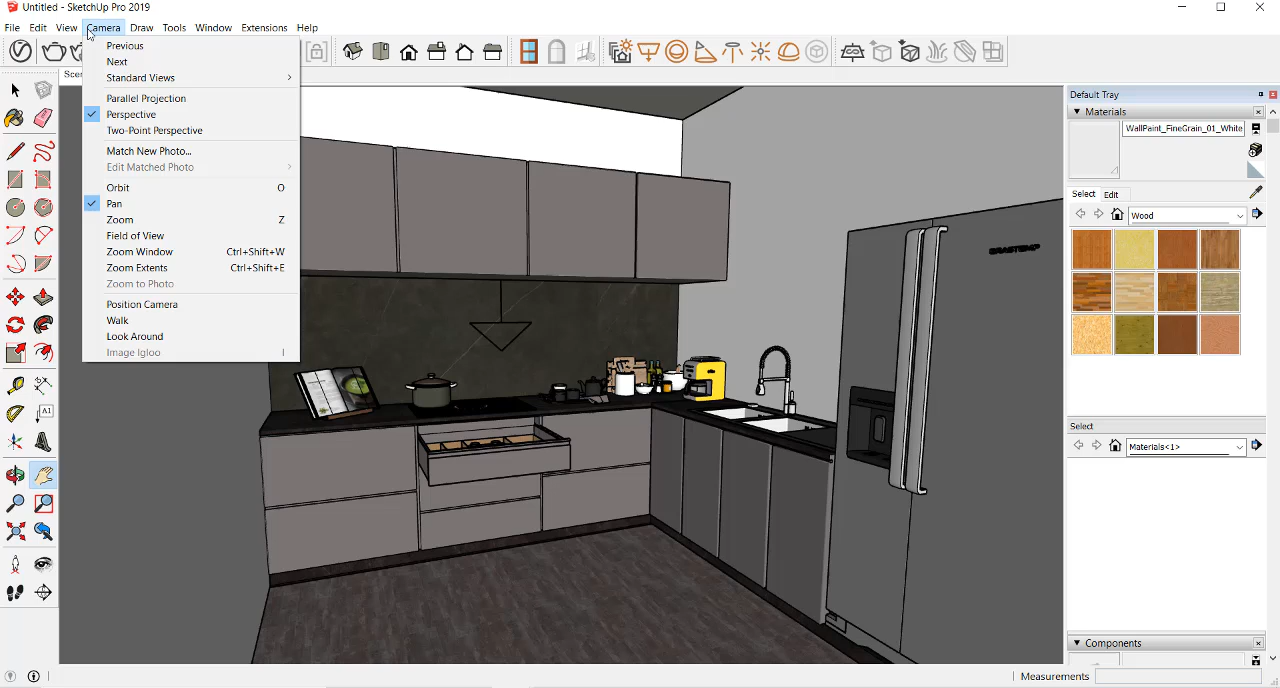 Untitled - SketchUp Pro 2019
File Edit View Camera Draw Tools Window Extensions Help
Previous
Next
Standard Views
Parallel Projection
Perspective
Two-Point Perspective
Match New Photo...
Edit Matched Photo
Orbit O
Pan
Zoom Z
Field of View
Zoom Window Ctrl+Shift+W
Zoom Extents Ctrl+Shift+E
Zoom to Photo
Position Camera
Walk
Look Around
Image Igloo I
Default Tray
Materials
WallPaint_FineGrain_01_White
Select Edit
Wood
Select
Materials<1>
Components
A1
Measurements